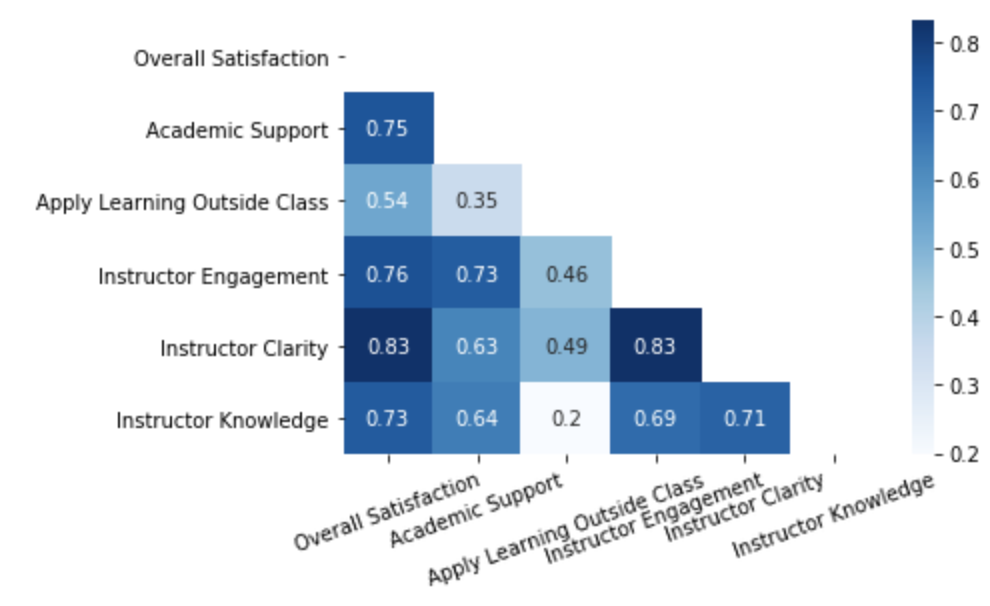 Overall Satisfaction
Academic Support
0.75
Apply Learning Outside Class
0.54 0.35
Instructor Engagement
0.76 0.73 0.46
Instructor Clarity
0.83 0.63 0.49 0.83
Instructor Knowledge
0.73 0.64 0.2 0.69 0.71
Overall Satisfaction
Academic Support
Apply Learning Outside Class
Instructor Engagement
Instructor Clarity
Instructor Knowledge
0.8
0.7
0.6
0.5
0.4
0.3
0.2